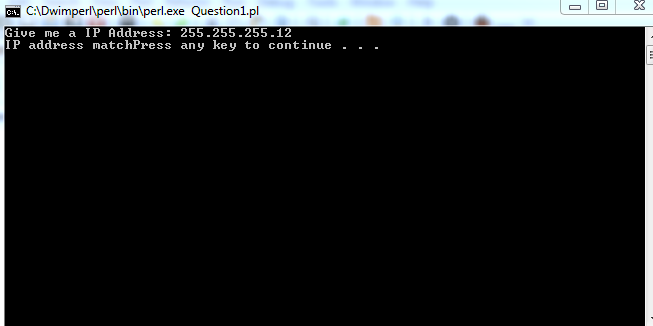 C:\Dwimperl\perl\bin\perl.exe Question1.pl
Give me a IP Address: 255.255.255.12
IP address matchPress any key to continue . . .